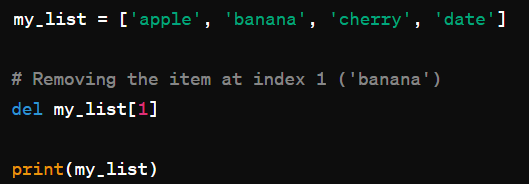 my_list = ['apple', 'banana', 'cherry', 'date']
# Removing the item at index 1 ('banana')
del my_list[1]
print(my_list)